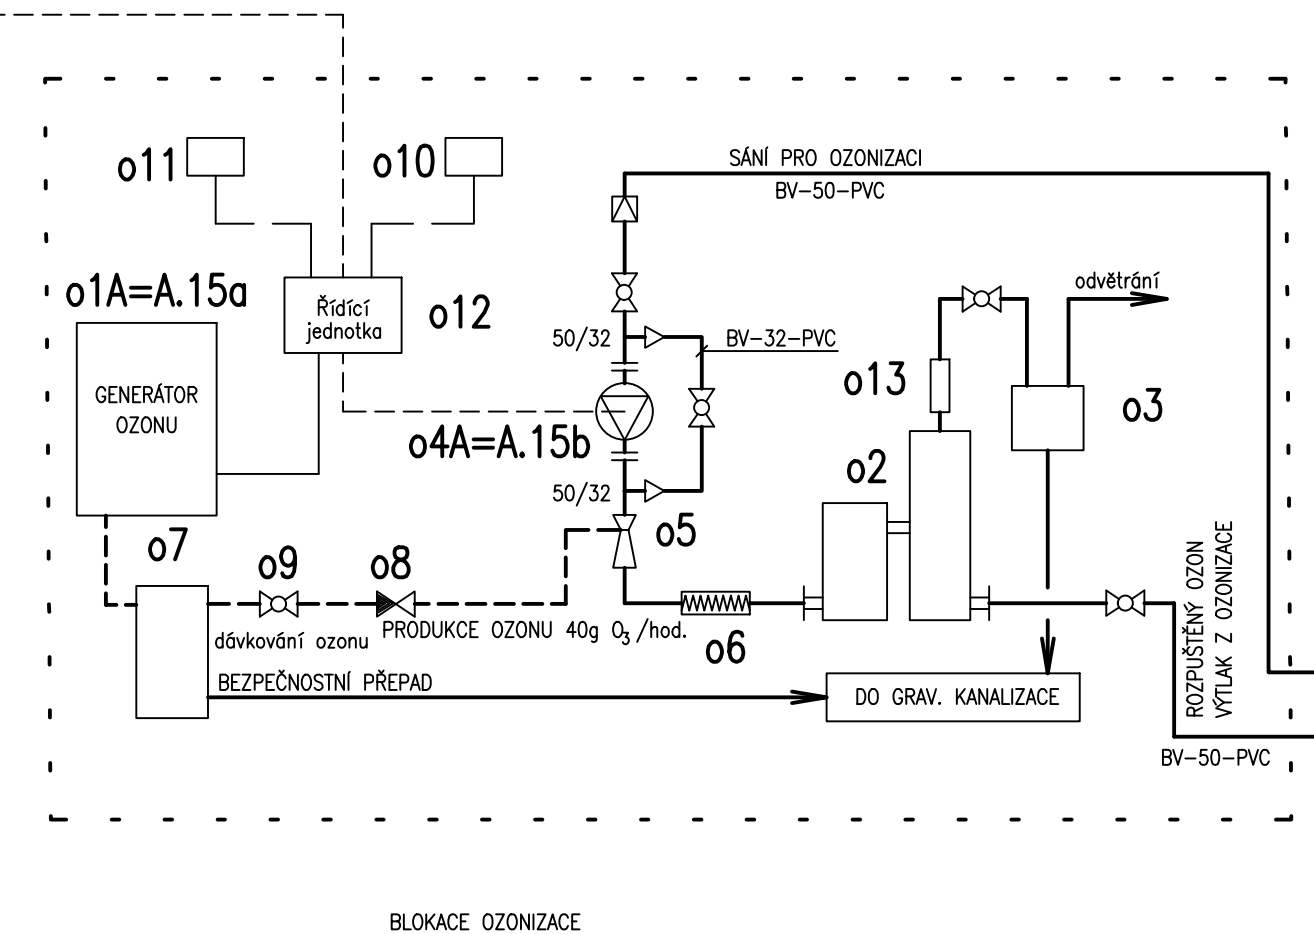 SÁNÍ PRO OZONIZACI
BV-50-PVC
o11
o10
o1A=A.15a
Řídící
jednotka
o12
odvětrání
50/32
BV-32-PVC
GENERÁTOR
OZONU
o13
o3
o4A=A.15b
o2
50/32
o5
o7
o9
o8
dávkování ozonu
PRODUKCE OZONU 40g O3 /hod.
o6
BEZPEČNOSTNÍ PŘEPAD
DO GRAV. KANALIZACE
ROZPUŠTĚNÝ OZON
VÝTLAK Z OZONIZACE
BV-50-PVC
BLOKACE OZONIZACE